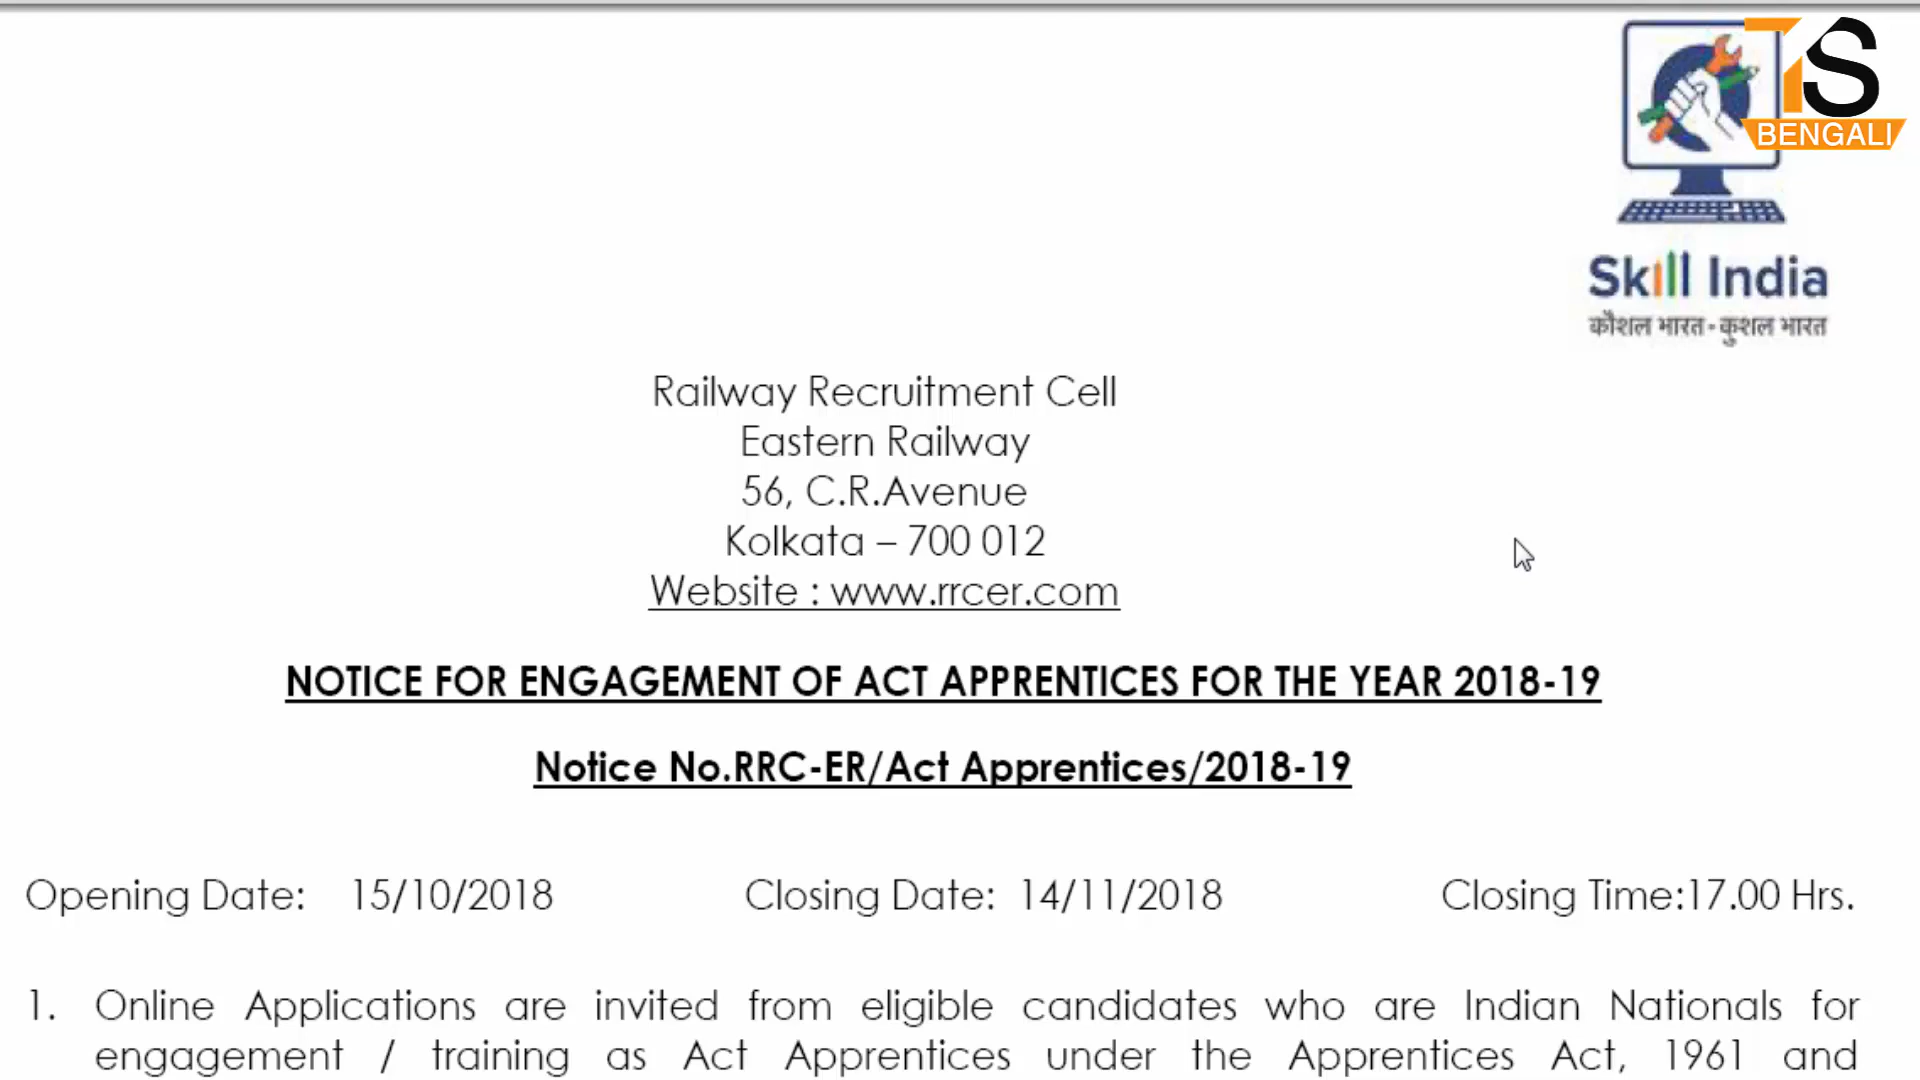 TS
BENGALI
Skill India
कौशल भारत - कुशल भारत
Railway Recruitment Cell
Eastern Railway
56, C.R.Avenue
Kolkata – 700 012
Website : www.rrcer.com
NOTICE FOR ENGAGEMENT OF ACT APPRENTICES FOR THE YEAR 2018-19
Notice No.RRC-ER/Act Apprentices/2018-19
Opening Date: 15/10/2018 Closing Date: 14/11/2018 Closing Time:17.00 Hrs.
1. Online Applications are invited from eligible candidates who are Indian Nationals for
engagement / training as Act Apprentices under the Apprentices Act, 1961 and